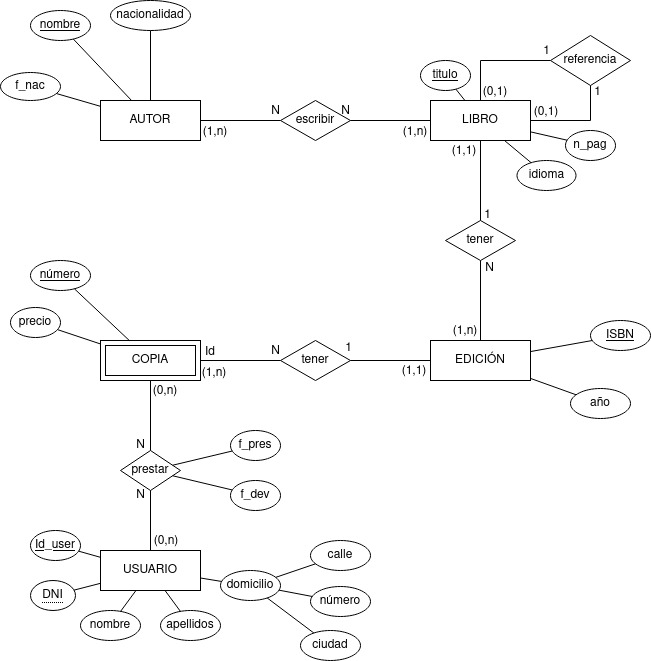 nacionalidad
nombre
f_nac
AUTOR
(1,n)
N
escribir
N
(1,n)
LIBRO
titulo
1
referencia
1
(0,1)
(0,1)
n_pag
idioma
(1,1)
1
tener
N
(1,n)
EDICIÓN
ISBN
año
(1,1)
1
tener
N
Id
(1,n)
COPIA
número
precio
(0,n)
N
prestar
N
f_pres
f_dev
(0,n)
USUARIO
Id_user
DNI
nombre
apellidos
domicilio
calle
número
ciudad